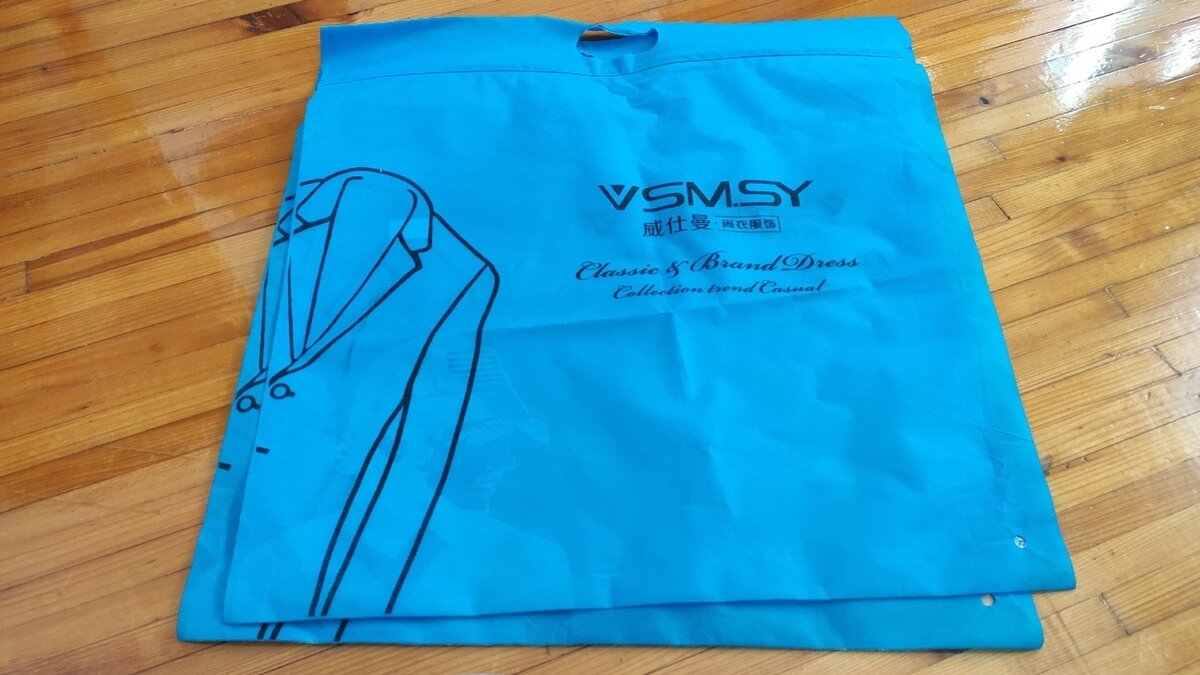 VSM.SY
威仕曼·尚衣服饰
Classic & Brand Dress
Collection trend Casual